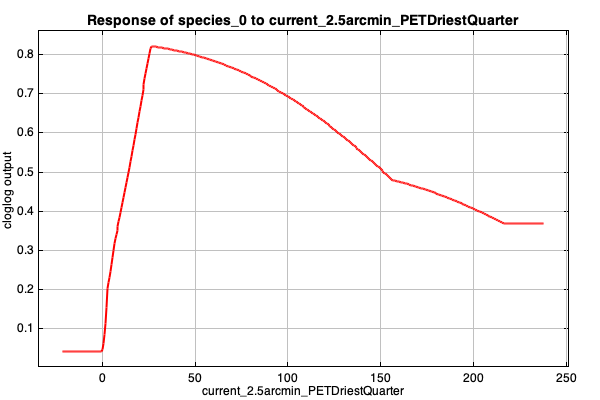 Response of species_0 to current_2.5arcmin_PETDriestQuarter
cloglog output
0.8
0.7
0.6
0.5
0.4
0.3
0.2
0.1
0 50 100 150 200 250
current_2.5arcmin_PETDriestQuarter